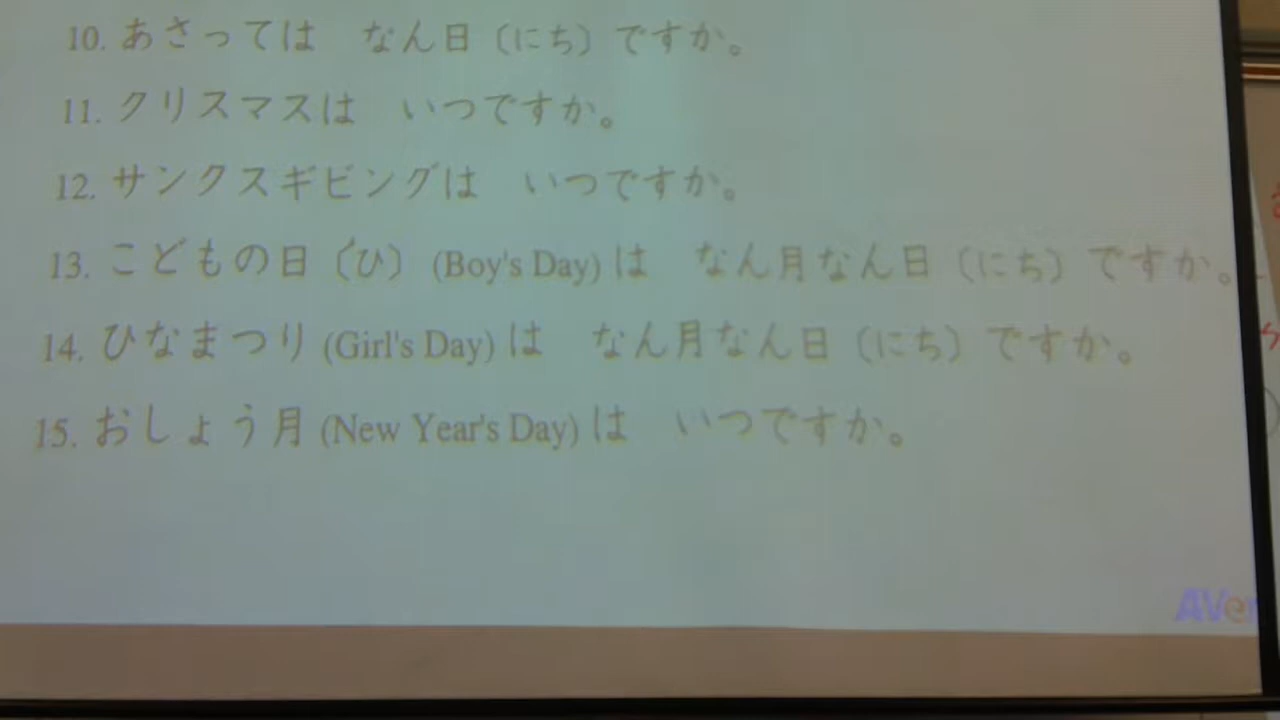 10. あさっては　なん日（にち）ですか。
11. クリスマスは　いつですか。
12. サンクスギビングは　いつですか。
13. こどもの日（ひ） (Boy's Day) は　なん月なん日（にち）ですか。
14. ひなまつり (Girl's Day) は　なん月なん日（にち）ですか。
15. おしょう月 (New Year's Day) は　いつですか。
AVer